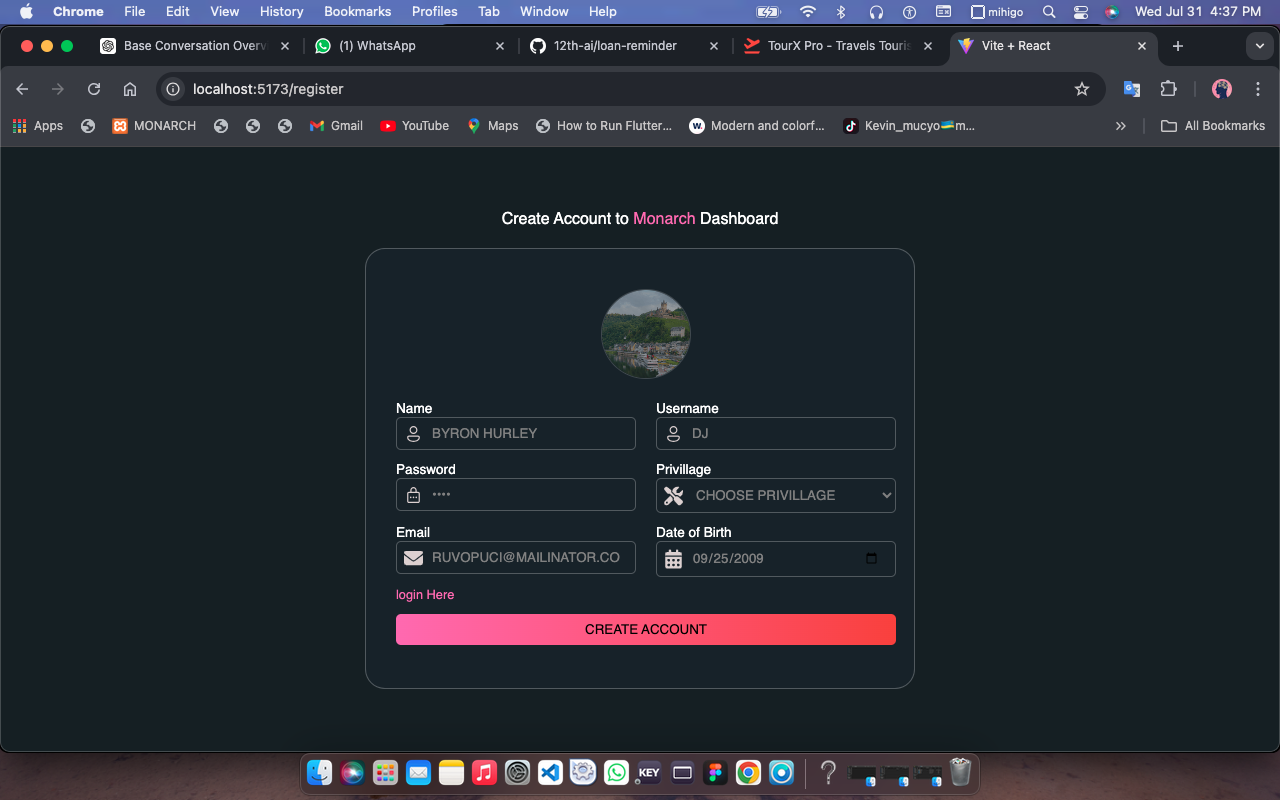 Chrome File Edit View History Bookmarks Profiles Tab Window Help mihigo Wed Jul 31 4:37 PM
Base Conversation Overv (1) WhatsApp 12th-ai/loan-reminder TourX Pro - Travels Touris Vite + React
localhost:5173/register
Apps MONARCH Gmail YouTube Maps How to Run Flutter... Modern and colorf... Kevin_mucyo🇷🇼m... All Bookmarks
Create Account to Monarch Dashboard
Name Username
BYRON HURLEY DJ
Password Privillage
•••• CHOOSE PRIVILLAGE
Email Date of Birth
RUVOPUCI@MAILINATOR.CO 09/25/2009
login Here
CREATE ACCOUNT
KEY